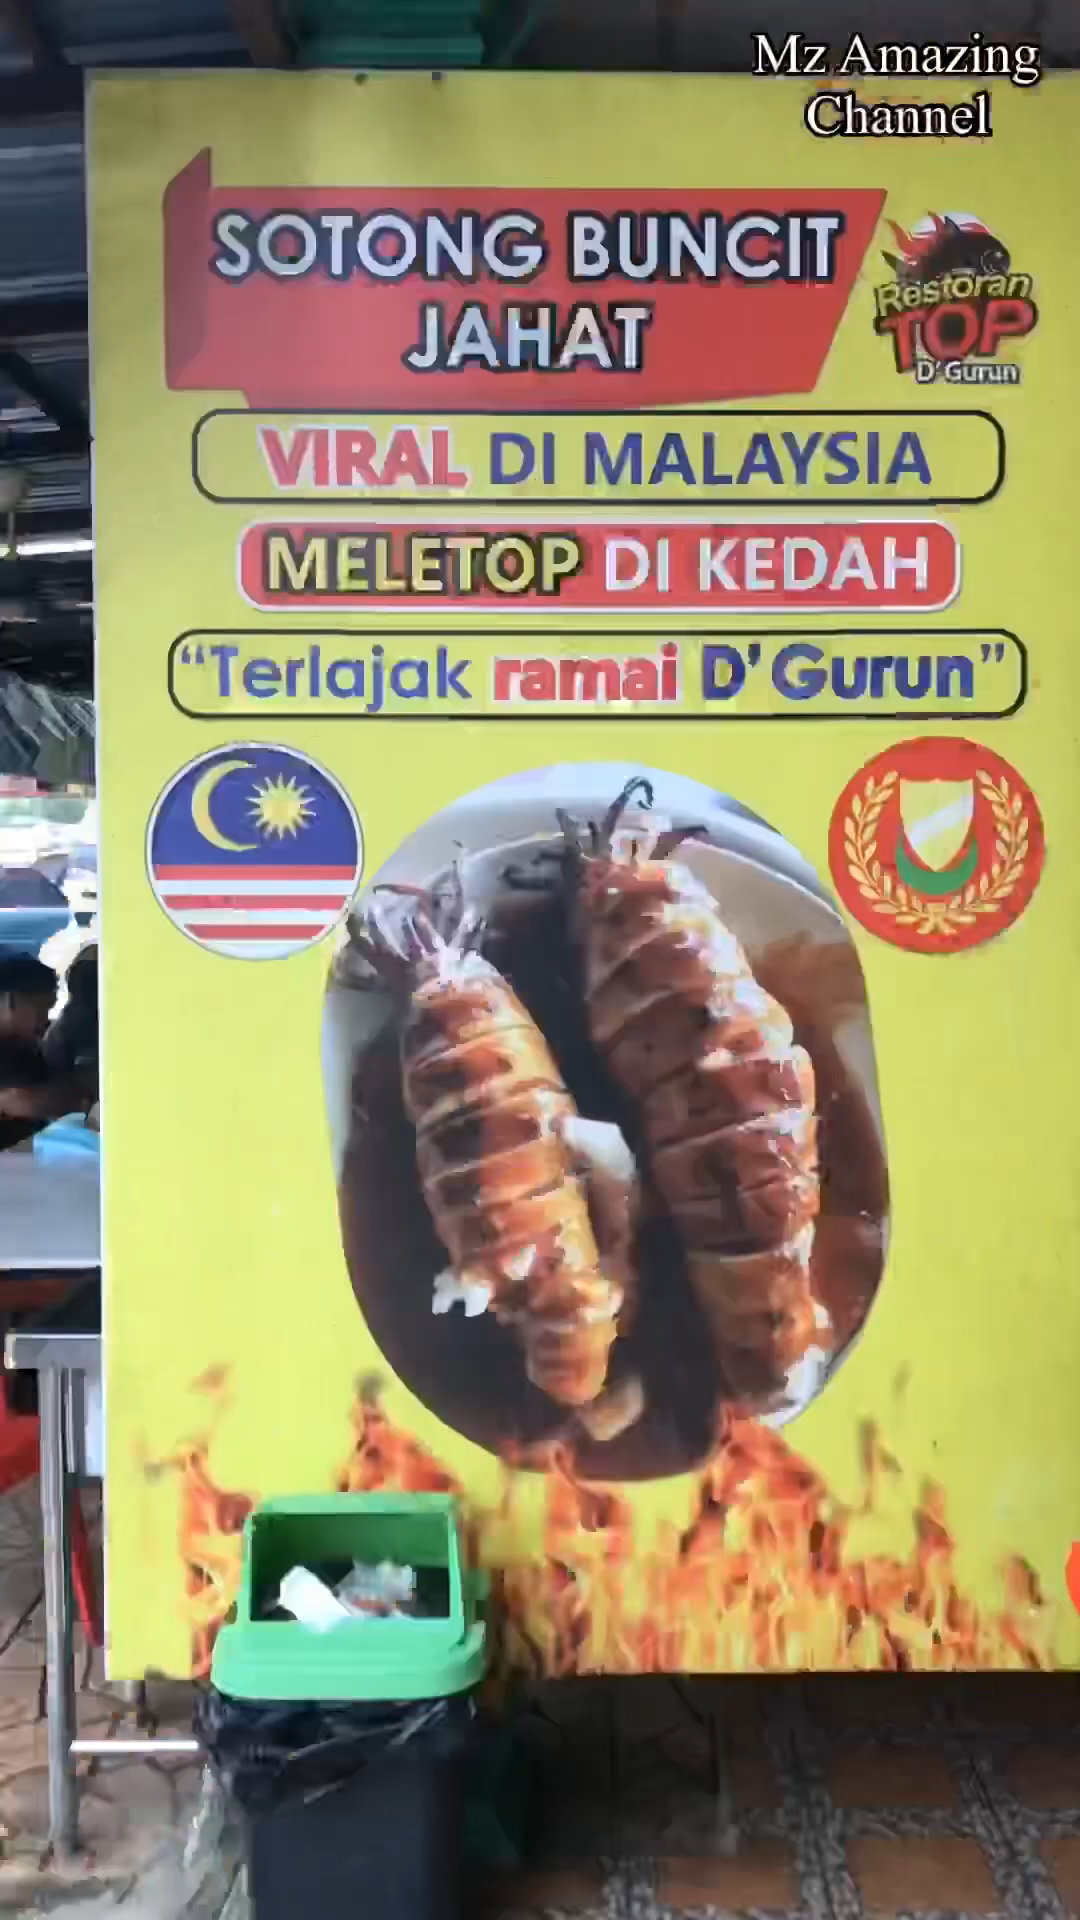 Mz Amazing
Channel
SOTONG BUNCIT
JAHAT
Restoran
TOP
D'Gurun
VIRAL DI MALAYSIA
MELETOP DI KEDAH
“Terlajak ramai D'Gurun”